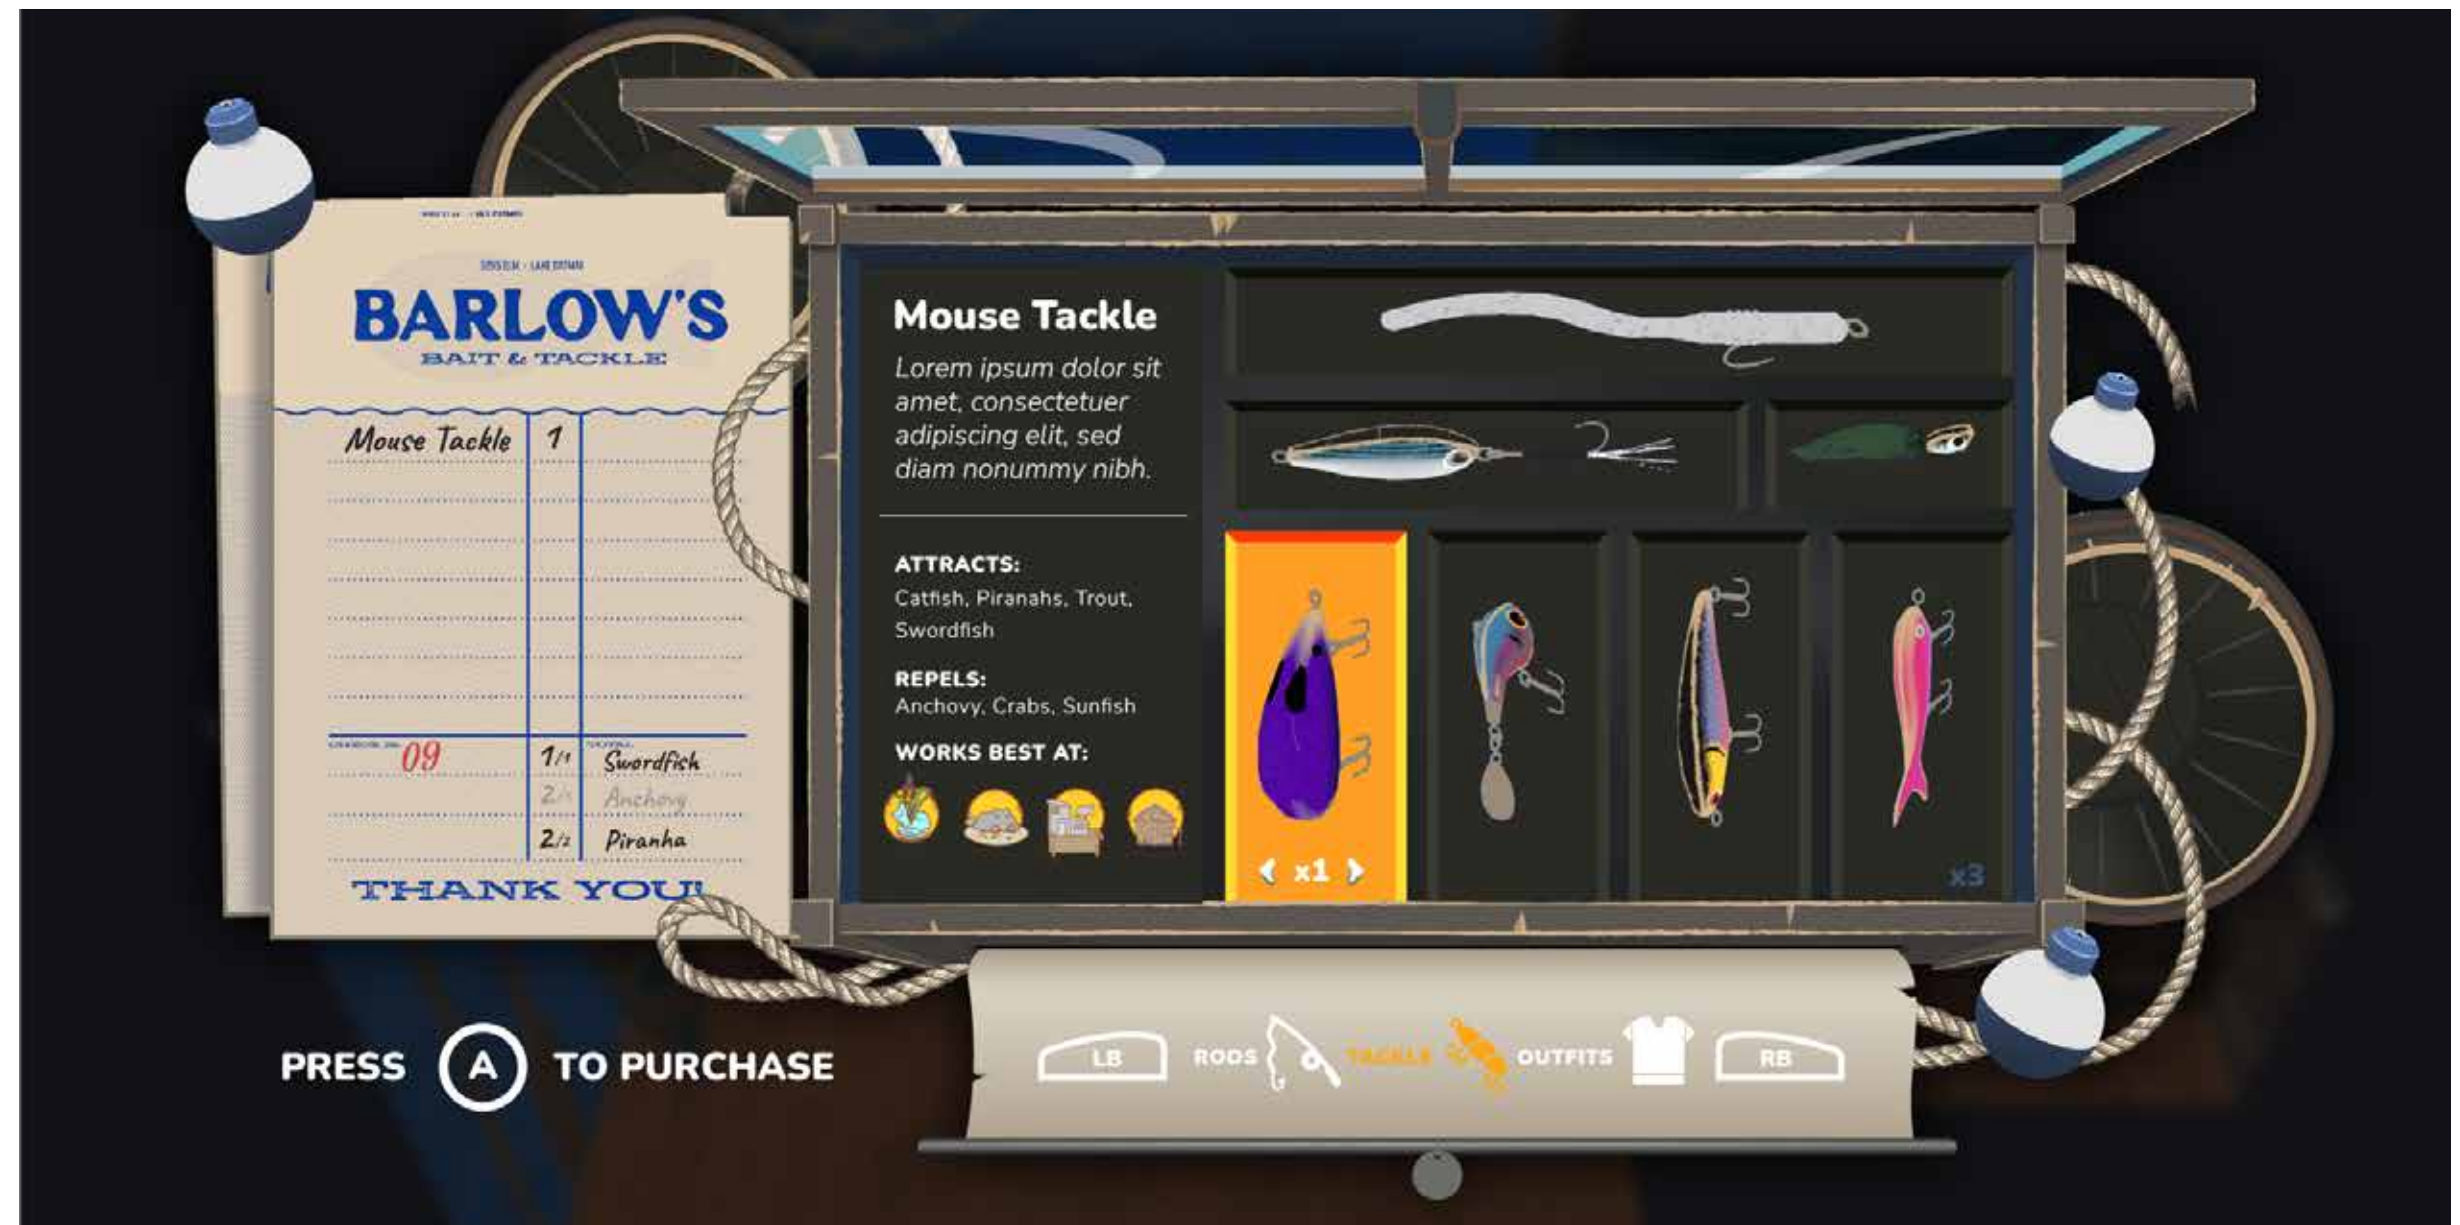 BARLOW'S
BAIT & TACKLE
Mouse Tackle 1
09 1/1 Swordfish
Anchovy
2/2 Piranha
THANK YOU!
Mouse Tackle
Lorem ipsum dolor sit
amet, consectetuer
adipiscing elit, sed
diam nonummy nibh.
ATTRACTS:
Catfish, Piranahs, Trout,
Swordfish
REPELS:
Anchovy, Crabs, Sunfish
WORKS BEST AT:
x1
x3
PRESS A TO PURCHASE
LB RODS TACKLE OUTFITS RB